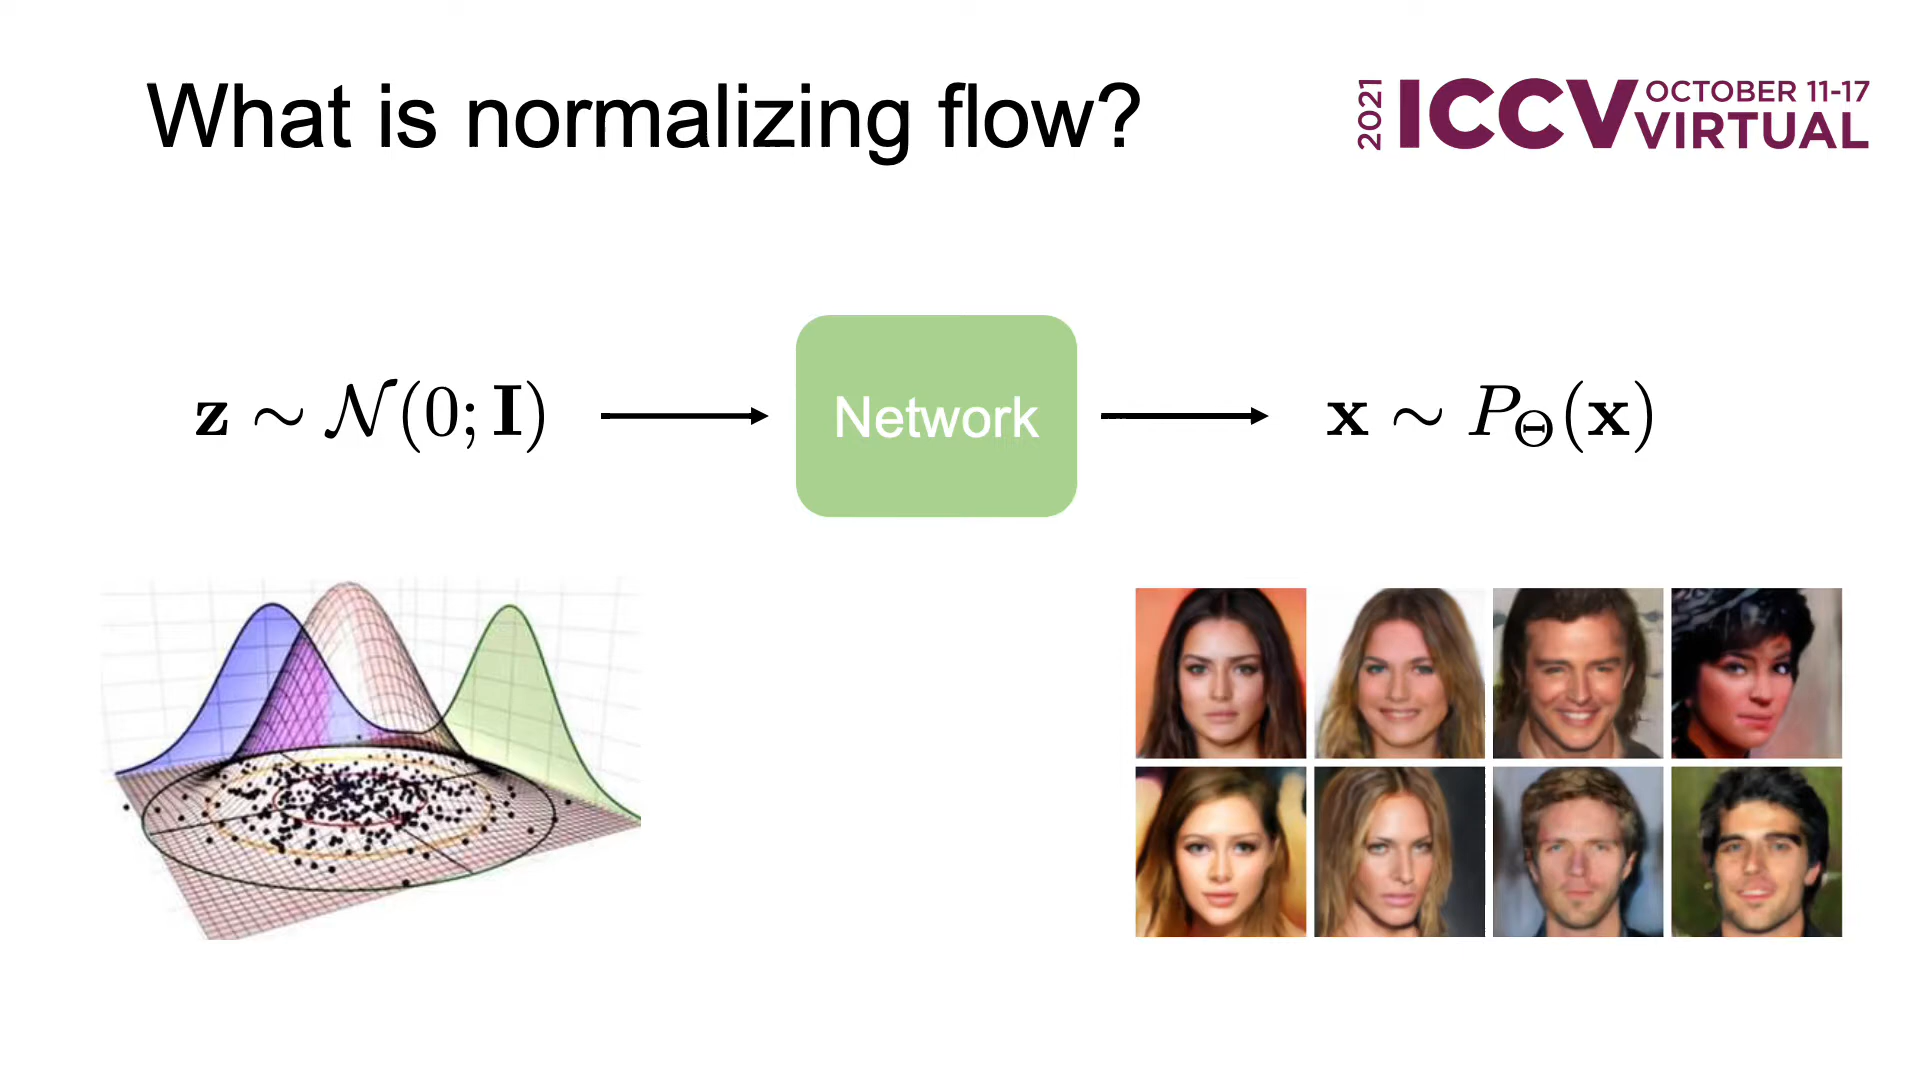 What is normalizing flow?
2021 ICCV OCTOBER 11-17 VIRTUAL
z ∼ 𝒩(0; I)
Network
x ∼ P_Θ(x)